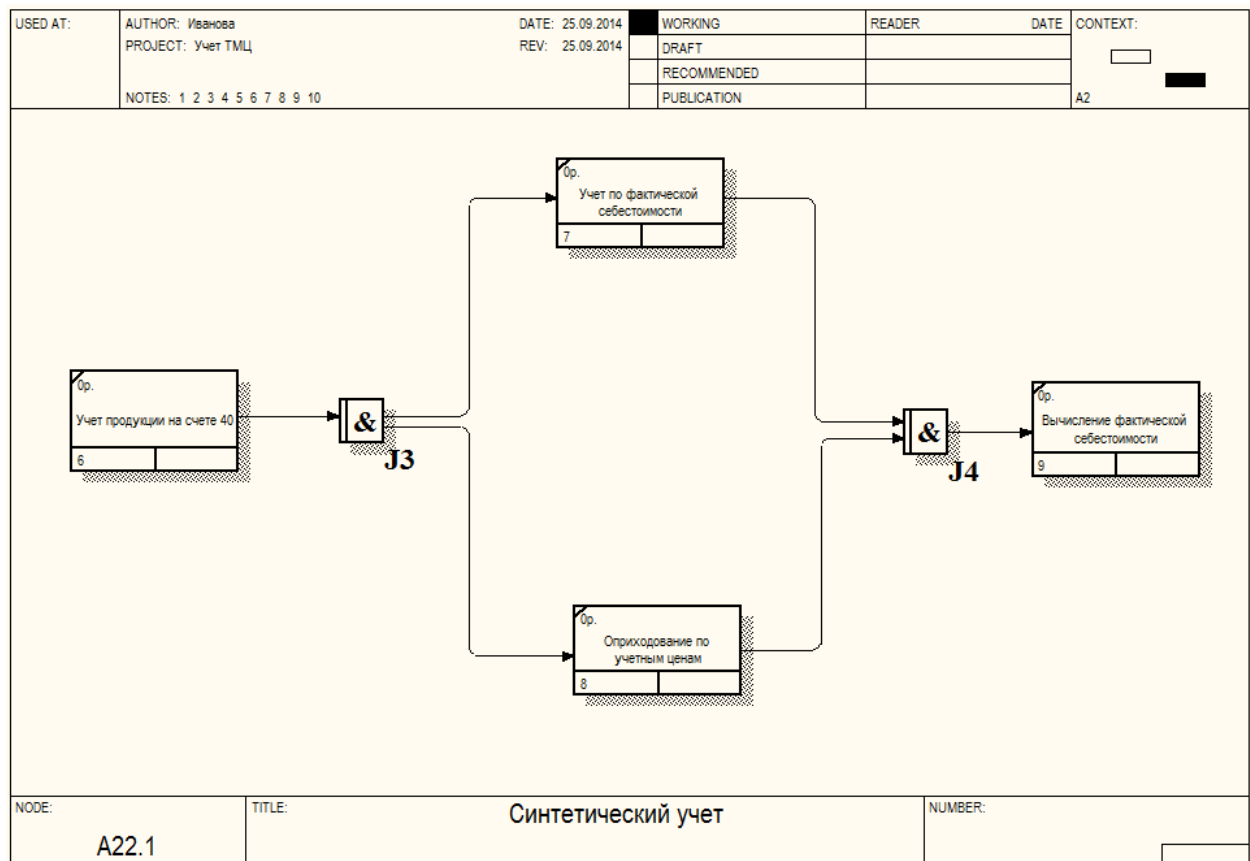 USED AT:
AUTHOR: Иванова
DATE: 25.09.2014
WORKING
READER
DATE
CONTEXT:
PROJECT: Учет ТМЦ
REV: 25.09.2014
DRAFT
RECOMMENDED
NOTES: 1 2 3 4 5 6 7 8 9 10
PUBLICATION
A2
0р.
Учет по фактической
себестоимости
7
0р.
Учет продукции на счете 40
6
&
J3
&
J4
0р.
Вычисление фактической
себестоимости
9
0р.
Оприходование по
учетным ценам
8
NODE:
TITLE:
Синтетический учет
NUMBER:
A22.1